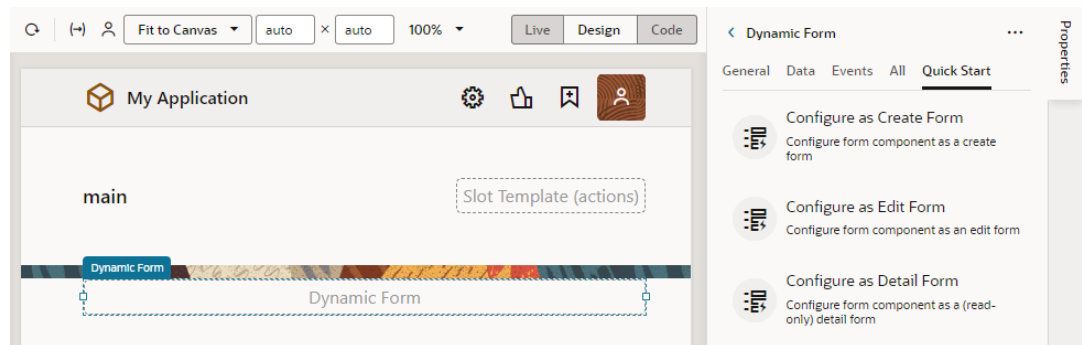 Fit to Canvas auto × auto 100% Live Design Code
My Application
main
Slot Template (actions)
Dynamic Form
Dynamic Form
Dynamic Form ...
General Data Events All Quick Start
Configure as Create Form
Configure form component as a create
form
Configure as Edit Form
Configure form component as an edit form
Configure as Detail Form
Configure form component as a (read-
only) detail form
Properties